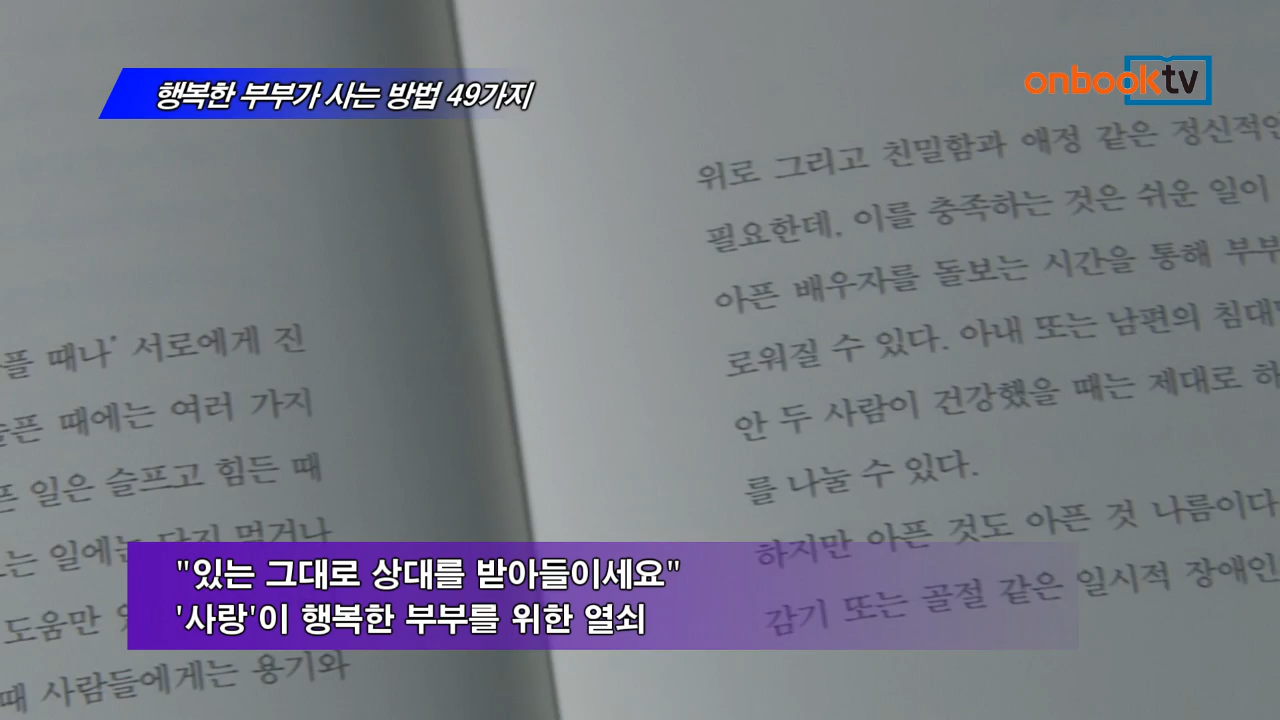 행복한 부부가 사는 방법 49가지
onbooktv
플 때나' 서로에게 진
슬픈 때에는 여러 가지
일은 슬프고 힘든 때
는 일에는 단지 먹거나
도움만
때 사람들에게는 용기와
위로 그리고 친밀함과 애정 같은 정신적인
필요한데, 이를 충족하는 것은 쉬운 일이
아픈 배우자를 돌보는 시간을 통해 부부
로워질 수 있다. 아내 또는 남편의 침대
안 두 사람이 건강했을 때는 제대로 하
를 나눌 수 있다.
하지만 아픈 것도 아픈 것 나름이다
감기 또는 골절 같은 일시적 장애인
"있는 그대로 상대를 받아들이세요"
'사랑'이 행복한 부부를 위한 열쇠